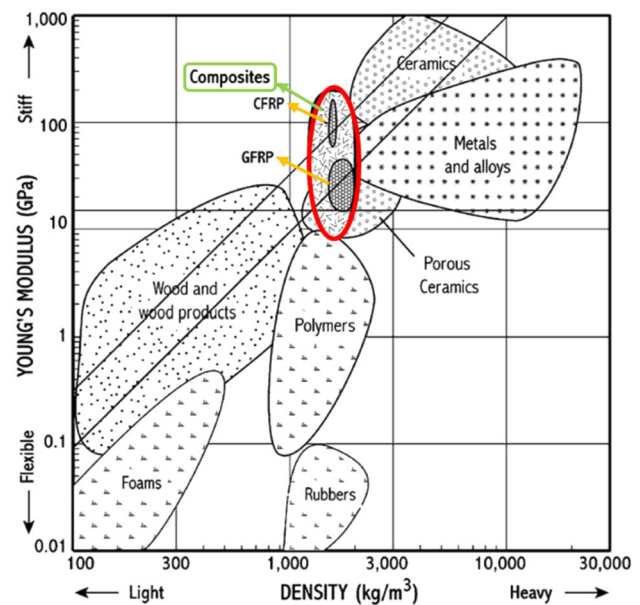 1,000
100
10
1
0.1
0.01
Stiff
YOUNG'S MODULUS (GPa)
Flexible
Composites
CFRP
GFRP
Ceramics
Metals
and alloys
Porous
Ceramics
Wood and
wood products
Polymers
Foams
Rubbers
100
300
1,000
3,000
10,000
30,000
Light
DENSITY (kg/m³)
Heavy